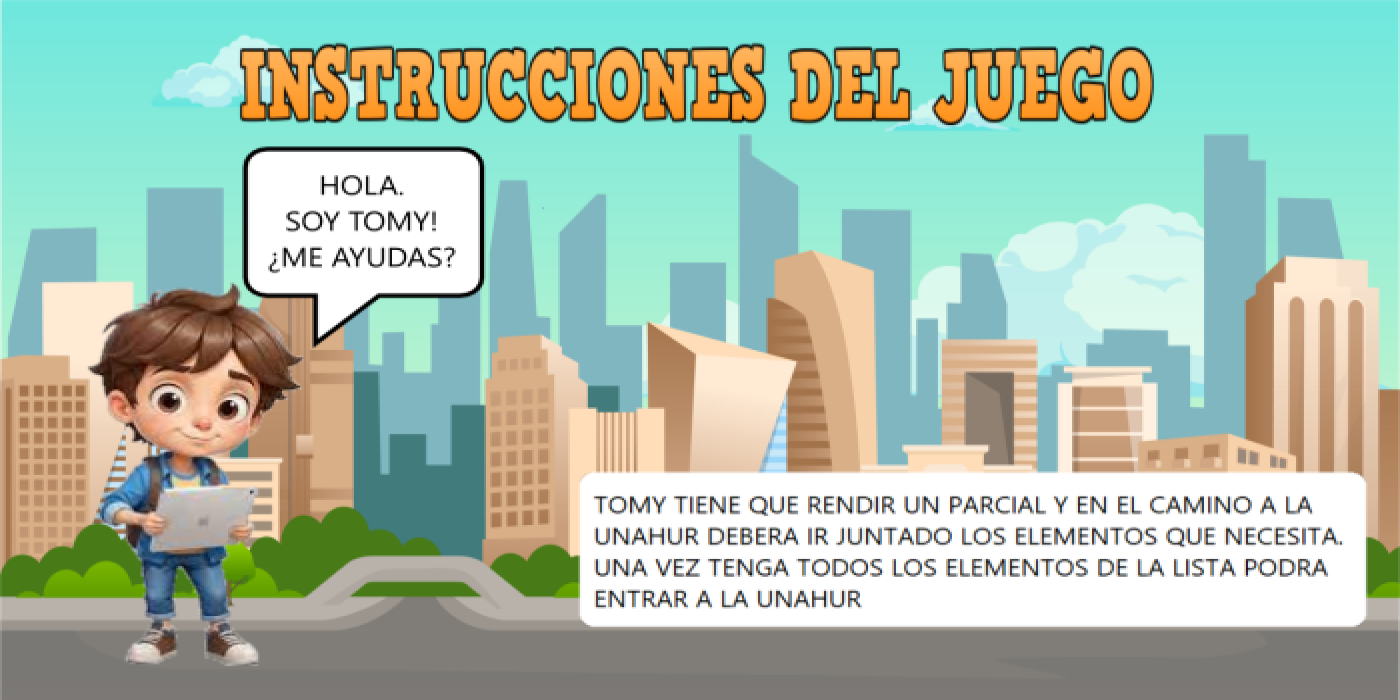 INSTRUCCIONES DEL JUEGO
HOLA.
SOY TOMY!
¿ME AYUDAS?
TOMY TIENE QUE RENDIR UN PARCIAL Y EN EL CAMINO A LA
UNAHUR DEBERA IR JUNTADO LOS ELEMENTOS QUE NECESITA.
UNA VEZ TENGA TODOS LOS ELEMENTOS DE LA LISTA PODRA
ENTRAR A LA UNAHUR